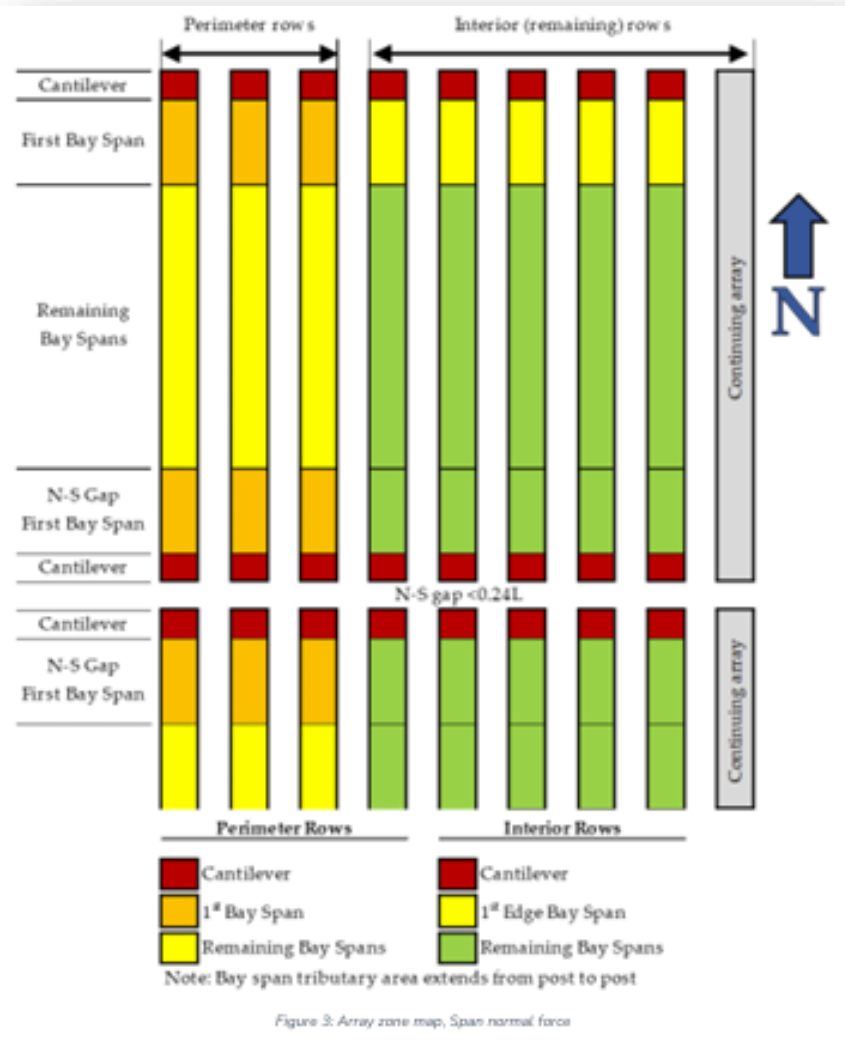 Perimeter rows
Interior (remaining) rows
Cantilever
First Bay Span
Remaining
Bay Spans
Continuing array
N
N-S Gap
First Bay Span
Cantilever
N-S gap <0.24L
Cantilever
N-S Gap
First Bay Span
Continuing array
Perimeter Rows
Interior Rows
Cantilever
Cantilever
1st Bay Span
1st Edge Bay Span
Remaining Bay Spans
Remaining Bay Spans
Note: Bay span tributary area extends from post to post
Figure 3: Array zone map, Span normal force